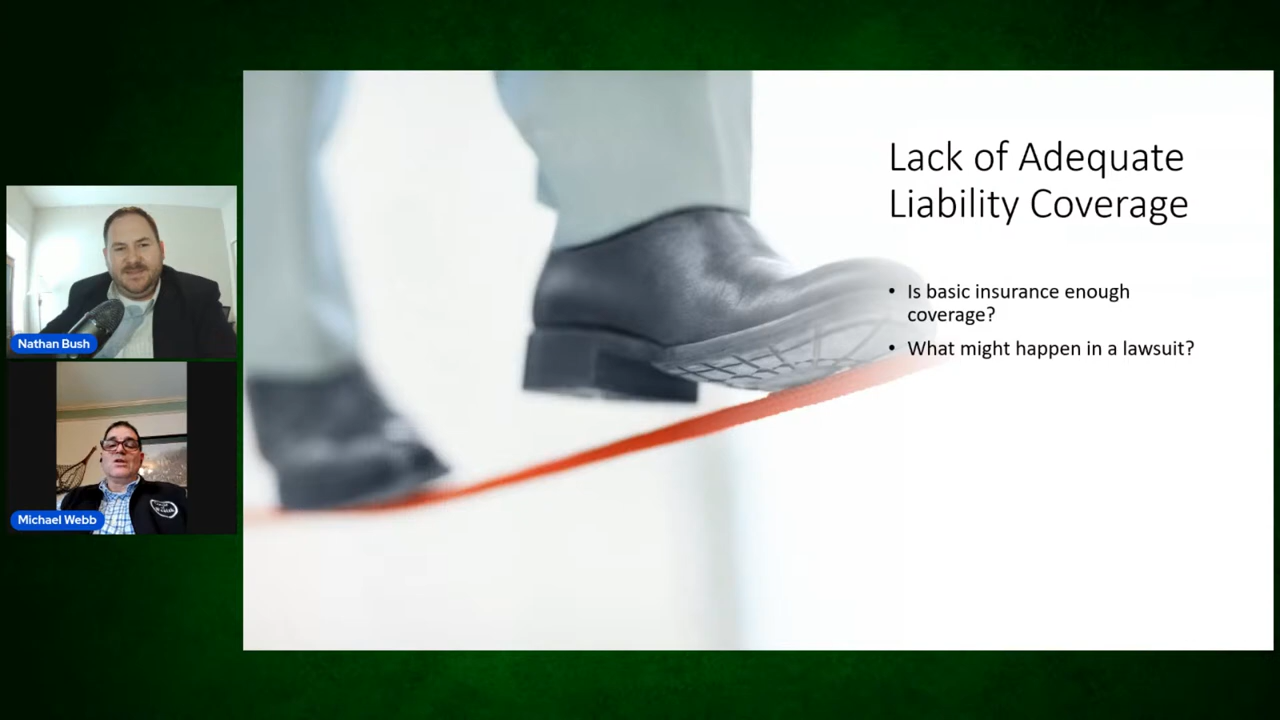 Lack of Adequate
Liability Coverage
• Is basic insurance enough
coverage?
• What might happen in a lawsuit?
Nathan Bush
Michael Webb